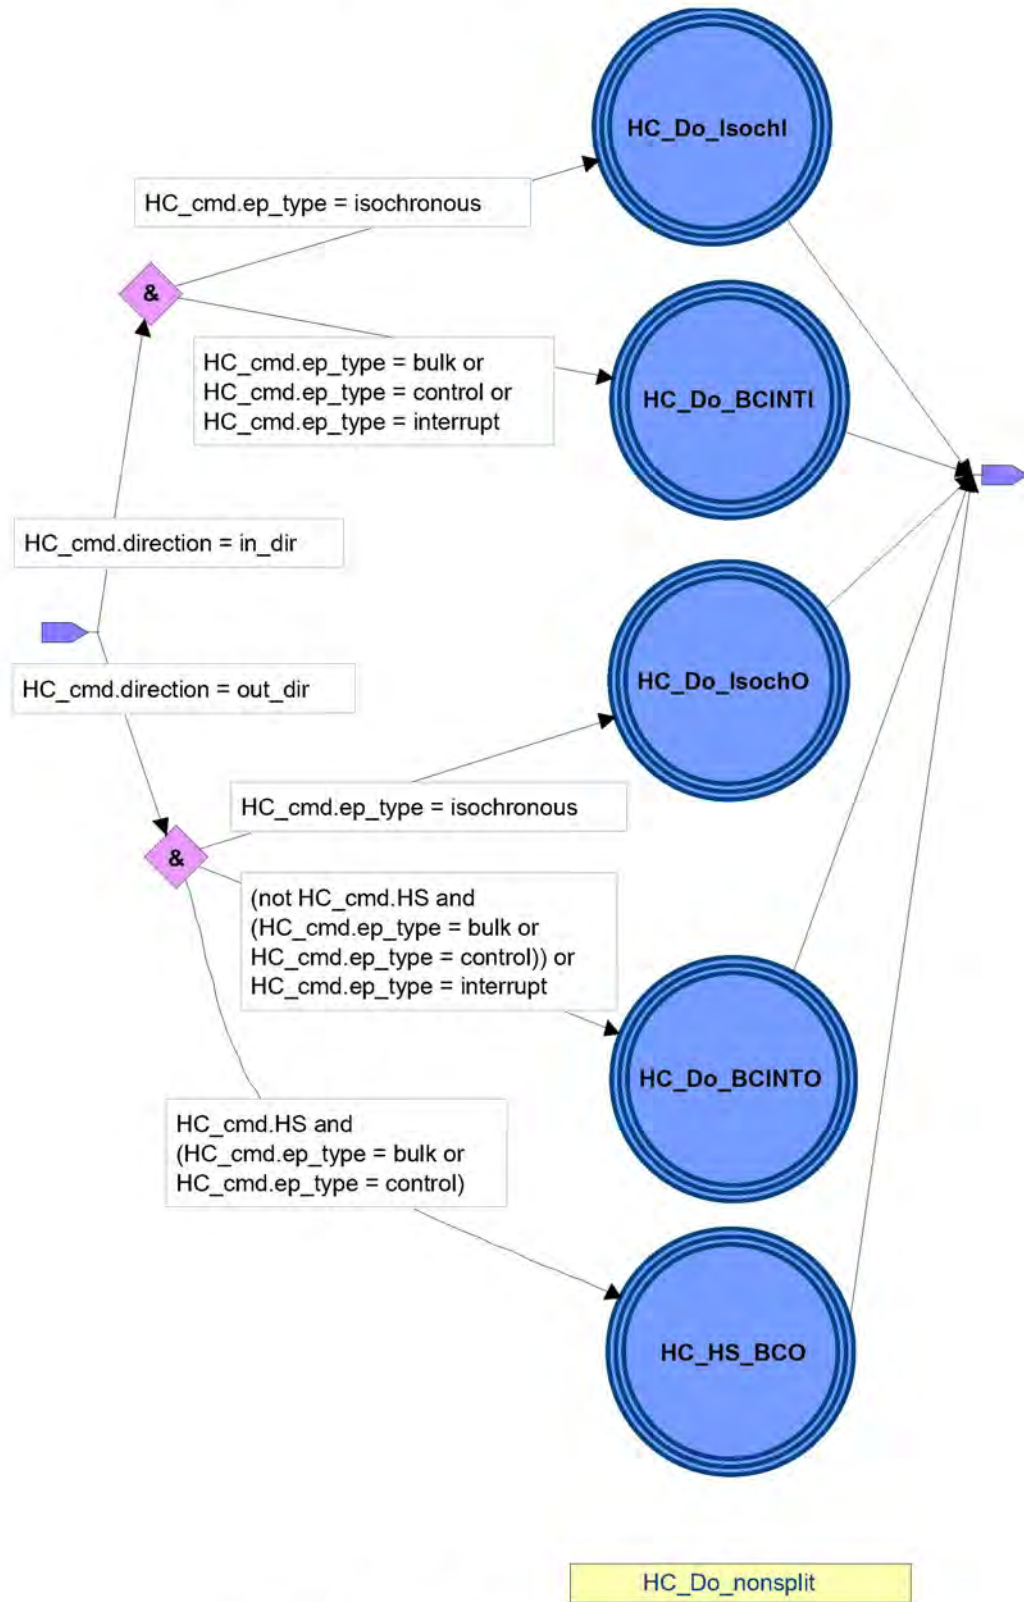 HC_Do_IsochI
HC_cmd.ep_type = isochronous
&
HC_cmd.ep_type = bulk or
HC_cmd.ep_type = control or
HC_cmd.ep_type = interrupt
HC_Do_BCINTI
HC_cmd.direction = in_dir
HC_cmd.direction = out_dir
HC_Do_IsochO
HC_cmd.ep_type = isochronous
&
(not HC_cmd.HS and
(HC_cmd.ep_type = bulk or
HC_cmd.ep_type = control)) or
HC_cmd.ep_type = interrupt
HC_Do_BCINTO
HC_cmd.HS and
(HC_cmd.ep_type = bulk or
HC_cmd.ep_type = control)
HC_HS_BCO
HC_Do_nonsplit